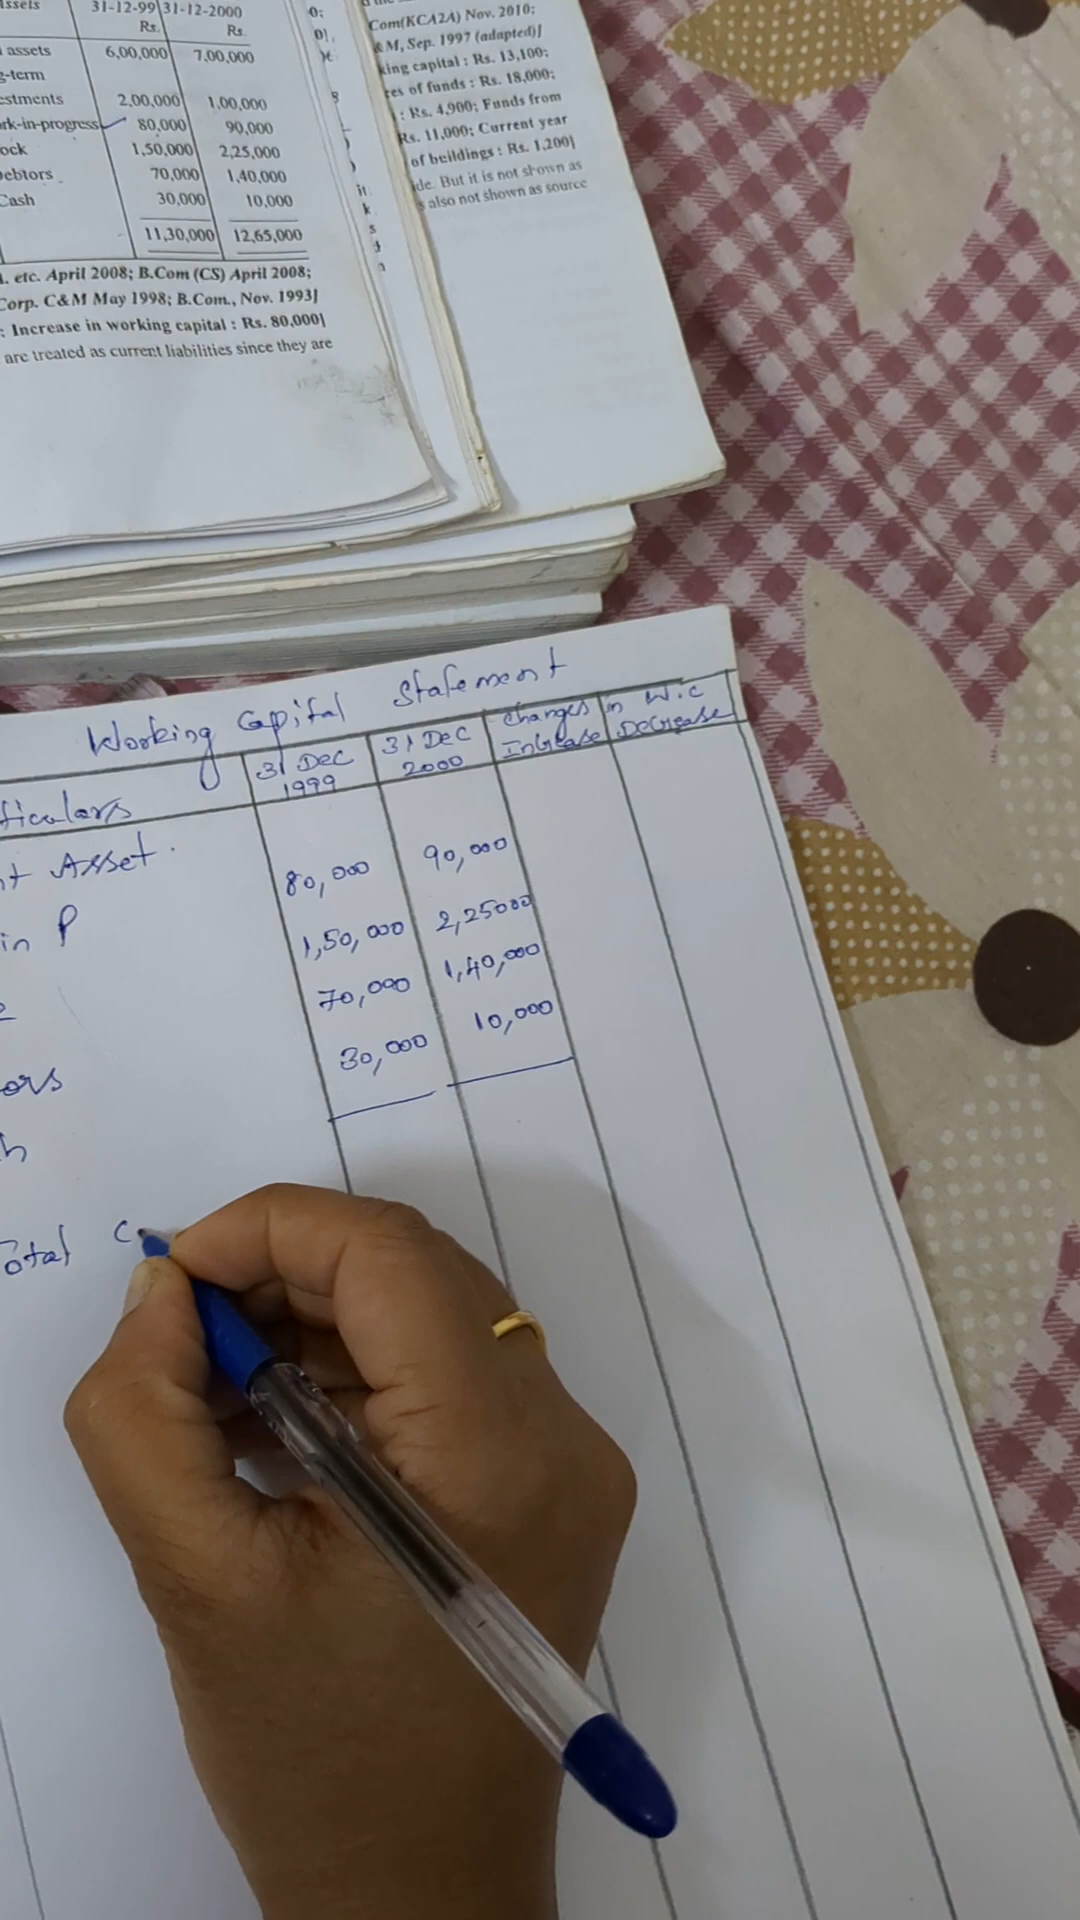 31-12-99 31-12-2000
Rs. Rs.
assets 6,00,000 7,00,000
-term
estments 2,00,000 1,00,000
rk-in-progress 80,000 90,000
ock 1,50,000 2,25,000
ebtors 70,000 1,40,000
Cash 30,000 10,000
11,30,000 12,65,000
. etc. April 2008; B.Com (CS) April 2008;
Corp. C&M May 1998; B.Com., Nov. 1993]
: Increase in working capital : Rs. 80,000]
are treated as current liabilities since they are
Com(KCA2A) Nov. 2010;
&M, Sep. 1997 (adapted)]
king capital : Rs. 13,100;
ces of funds : Rs. 18,000;
: Rs. 4,900; Funds from
Rs. 11,000; Current year
of buildings : Rs. 1,200]
ide. But it is not shown as
s also not shown as source
Working Capital Statement
ticulars 31 Dec 1999 31 Dec 2000 Changes in W.C
Increase Decrease
nt Asset.
in P 80,000 90,000
1,50,000 2,25000
ors 70,000 1,40,000
h 30,000 10,000
Total C